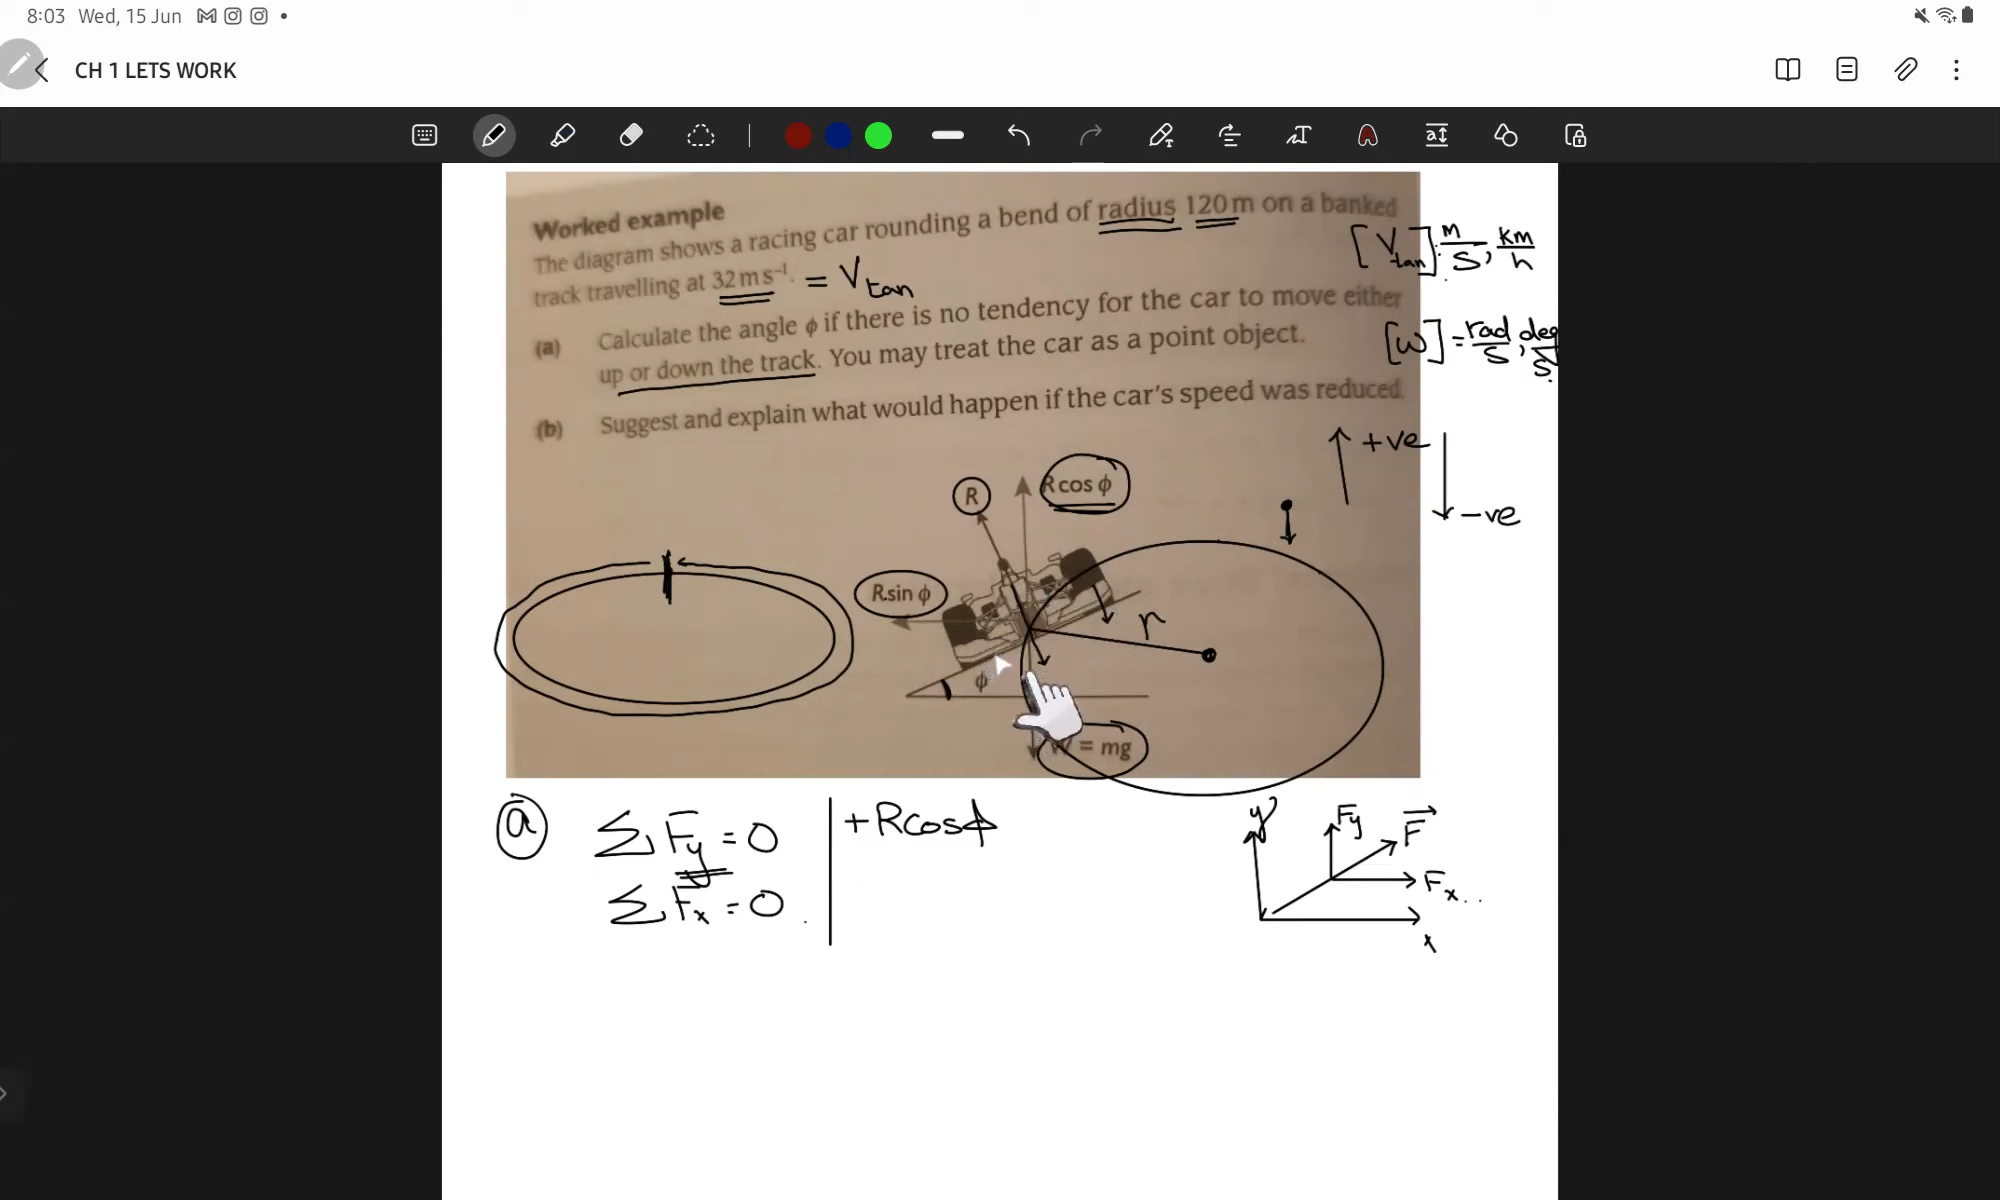 8:03 Wed, 15 Jun
CH 1 LETS WORK
Worked example
The diagram shows a racing car rounding a bend of radius 120 m on a banked
track travelling at 32 m s⁻¹. = Vtan
(a) Calculate the angle ϕ if there is no tendency for the car to move either
up or down the track. You may treat the car as a point object.
(b) Suggest and explain what would happen if the car's speed was reduced.
[Vtan]: m/s, km/h
[ω] = rad/s, deg/s.
+ve
-ve
R
R cos ϕ
R sin ϕ
r
ϕ
W = mg
a
ΣFy = 0
ΣFx = 0
+Rcosϕ
y
Fy
F
Fx
x